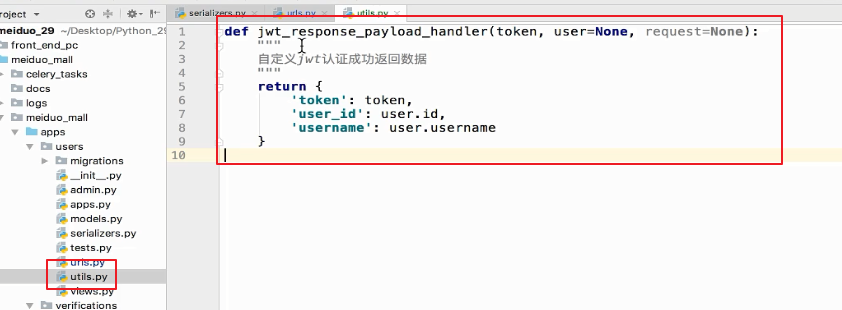 roject
serializers.py
urls.py
utils.py
meiduo_29 ~/Desktop/Python_29
front_end_pc
meiduo_mall
celery_tasks
docs
logs
meiduo_mall
apps
users
migrations
__init__.py
admin.py
apps.py
models.py
serializers.py
tests.py
urls.py
utils.py
views.py
verifications
1 def jwt_response_payload_handler(token, user=None, request=None):
2 """
3 自定义jwt认证成功返回数据
4 """
5 return {
6 'token': token,
7 'user_id': user.id,
8 'username': user.username
9 }
10